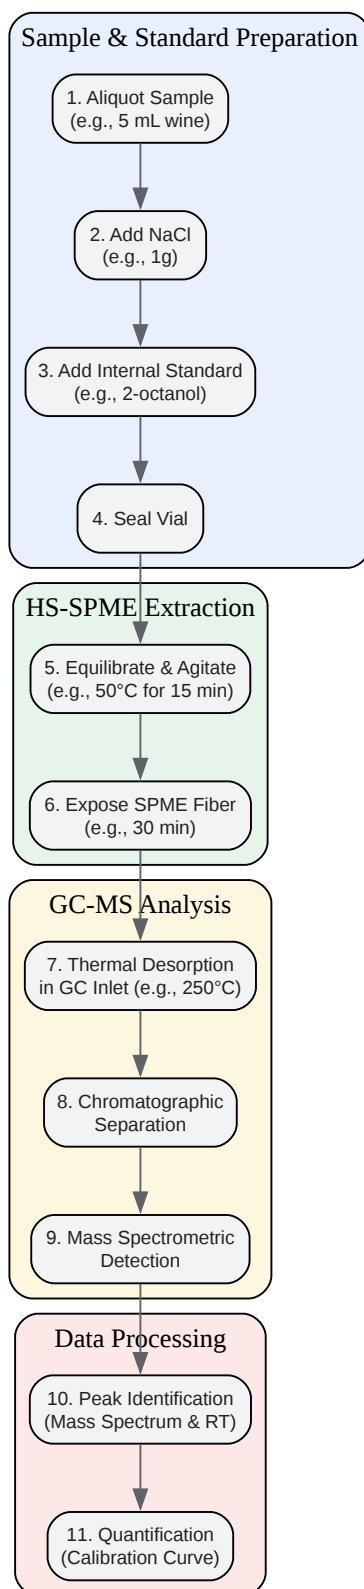 Sample & Standard Preparation
1. Aliquot Sample
(e.g., 5 mL wine)
2. Add NaCl
(e.g., 1g)
3. Add Internal Standard
(e.g., 2-octanol)
4. Seal Vial
HS-SPME Extraction
5. Equilibrate & Agitate
(e.g., 50°C for 15 min)
6. Expose SPME Fiber
(e.g., 30 min)
GC-MS Analysis
7. Thermal Desorption
in GC Inlet (e.g., 250°C)
8. Chromatographic
Separation
9. Mass Spectrometric
Detection
Data Processing
10. Peak Identification
(Mass Spectrum & RT)
11. Quantification
(Calibration Curve)